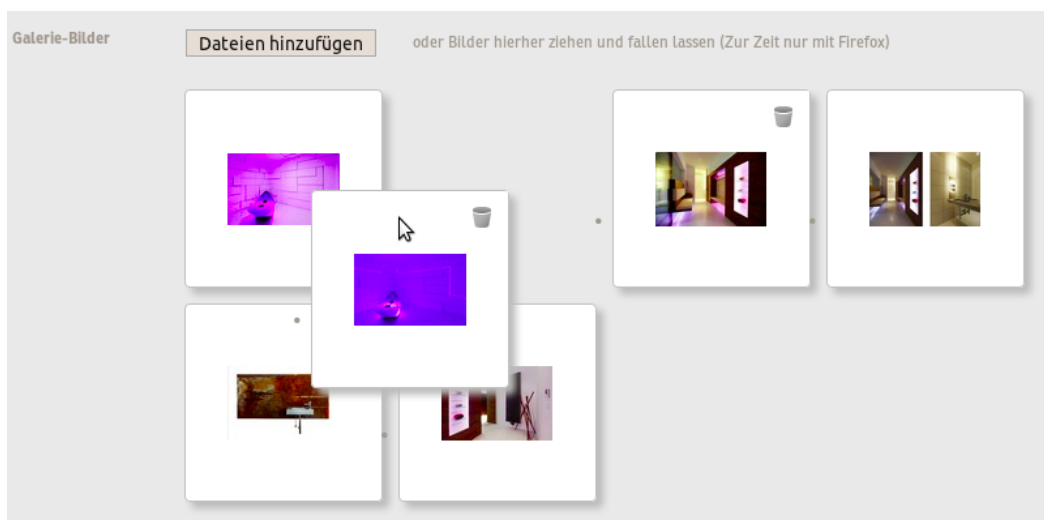 Galerie-Bilder
Dateien hinzufügen
oder Bilder hierher ziehen und fallen lassen (Zur Zeit nur mit Firefox)